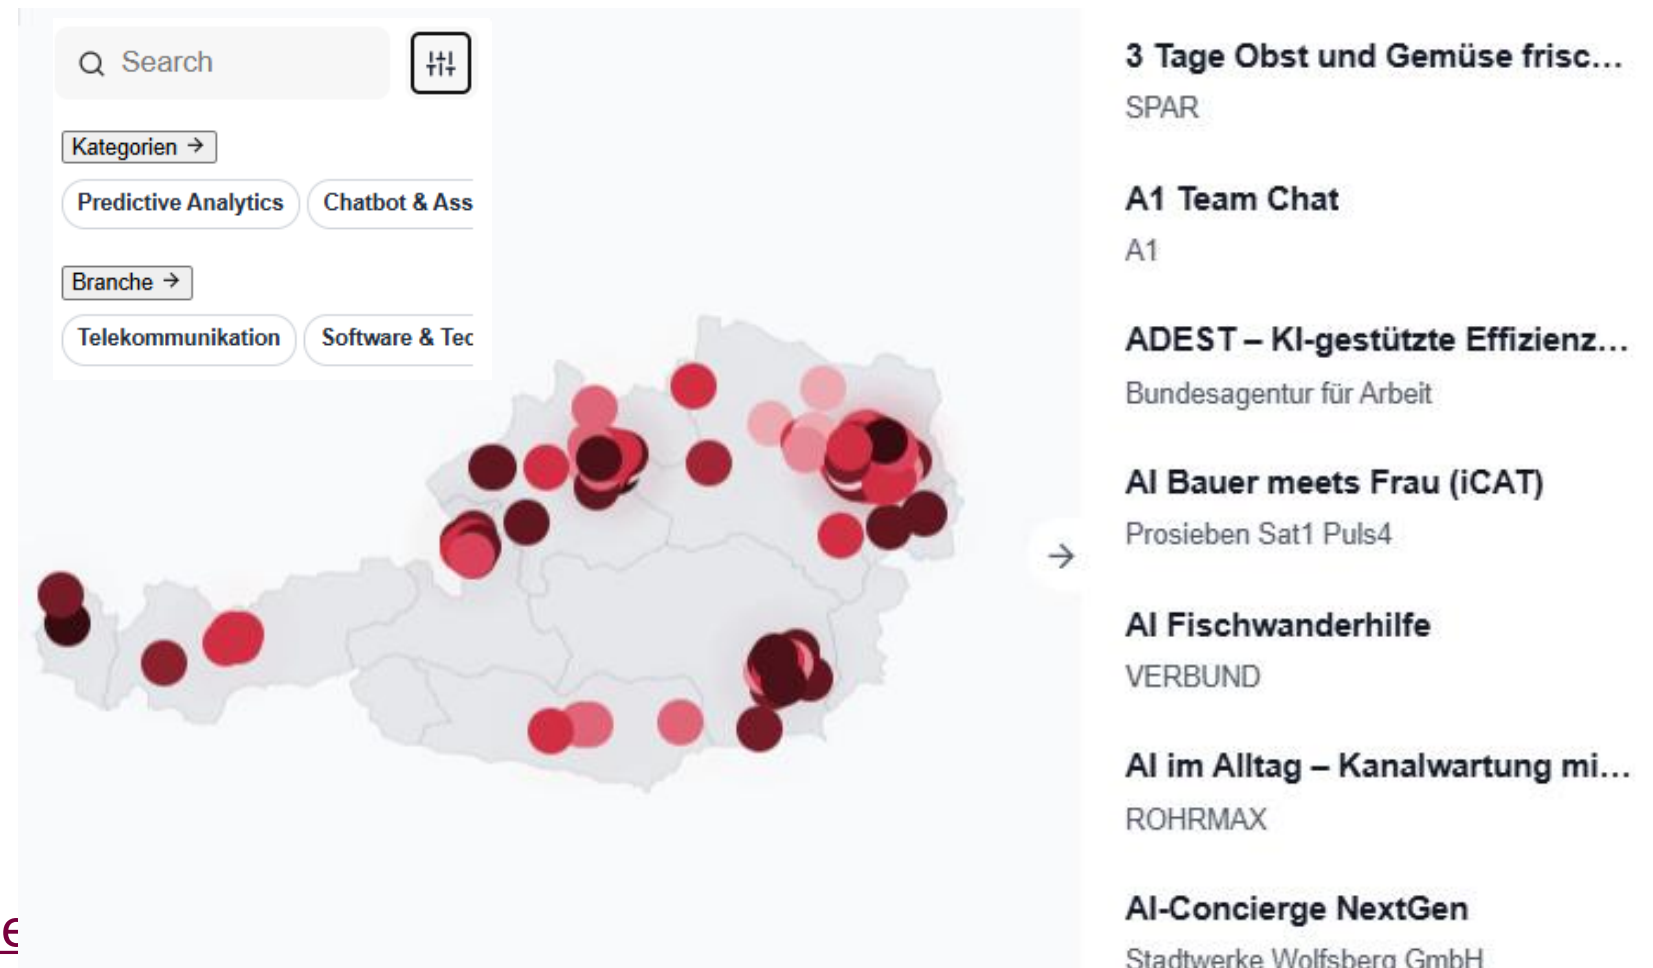 Search
Kategorien →
Predictive Analytics
Chatbot & Ass
Branche →
Telekommunikation
Software & Tec
3 Tage Obst und Gemüse frisc...
SPAR
A1 Team Chat
A1
ADEST – KI-gestützte Effizienz...
Bundesagentur für Arbeit
AI Bauer meets Frau (iCAT)
Prosieben Sat1 Puls4
AI Fischwanderhilfe
VERBUND
AI im Alltag – Kanalwartung mi...
ROHRMAX
AI-Concierge NextGen
Stadtwerke Wolfsberg GmbH
e